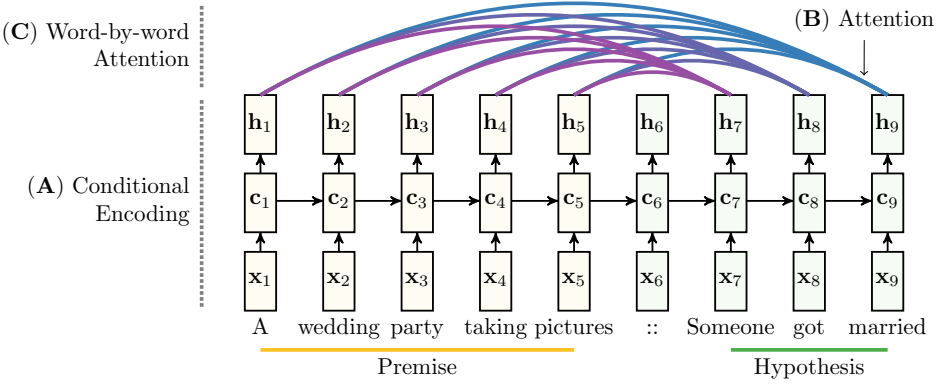 (C) Word-by-word
Attention
(B) Attention
h₁ h₂ h₃ h₄ h₅ h₆ h₇ h₈ h₉
(A) Conditional
Encoding
c₁ c₂ c₃ c₄ c₅ c₆ c₇ c₈ c₉
x₁ x₂ x₃ x₄ x₅ x₆ x₇ x₈ x₉
A wedding party taking pictures :: Someone got married
Premise Hypothesis